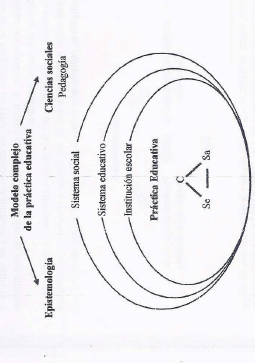 Modelo complejo
de la práctica educativa
Epistemología
Ciencias sociales
Pedagogía
Sistema social
Sistema educativo
Institución escolar
Práctica Educativa
C
Se
Sa